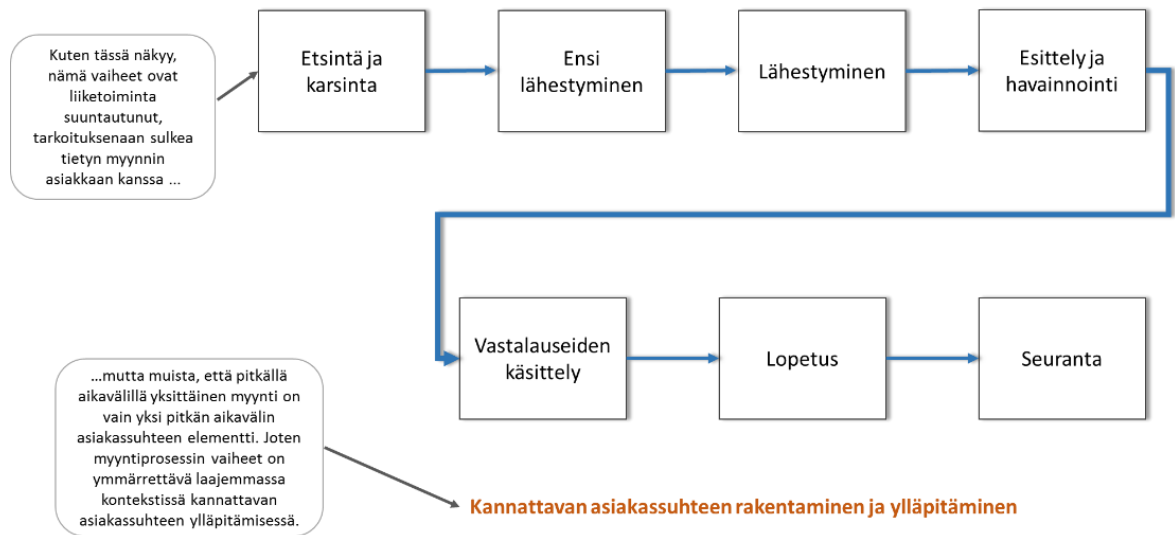 Kuten tässä näkyy,
nämä vaiheet ovat
liiketoiminta
suuntautunut,
tarkoituksenaan sulkea
tietyn myynnin
asiakkaan kanssa ...
Etsintä ja
karsinta
Ensi
lähestyminen
Lähestyminen
Esittely ja
havainnointi
Vastalauseiden
käsittely
Lopetus
Seuranta
...mutta muista, että pitkällä
aikavälillä yksittäinen myynti on
vain yksi pitkän aikavälin
asiakassuhteen elementti. Joten
myyntiprosessin vaiheet on
ymmärrettävä laajemmassa
kontekstissä kannattavan
asiakassuhteen ylläpitämisessä.
Kannattavan asiakassuhteen rakentaminen ja ylläpitäminen